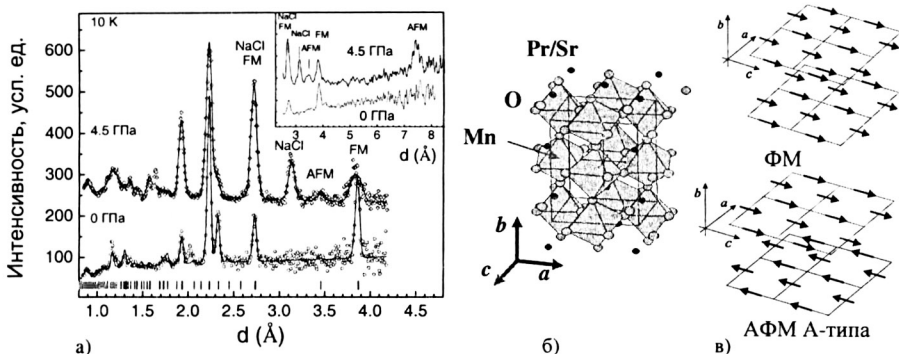 10 K
Интенсивность, усл. ед.
600
500
400
300
200
100
4.5 ГПа
0 ГПа
NaCl
FM
NaCl
AFM
FM
1.0 1.5 2.0 2.5 3.0 3.5 4.0 4.5
d (Å)
а)
NaCl
FM
AFM
FM
4.5 ГПа
AFM
0 ГПа
3 4 5 6 7 8
d (Å)
Pr/Sr
O
Mn
b
c
a
б)
b
a
c
ФМ
b
a
c
АФМ А-типа
в)